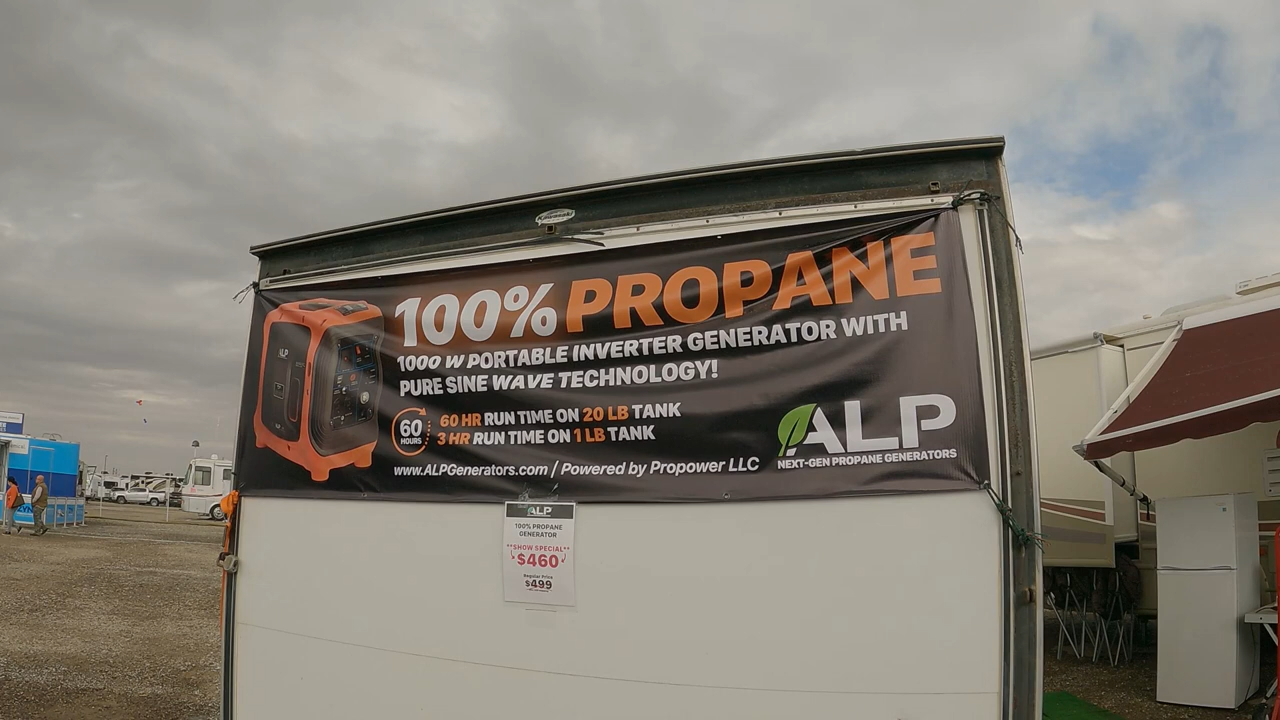 Kawasaki
100% PROPANE
1000 W PORTABLE INVERTER GENERATOR WITH
PURE SINE WAVE TECHNOLOGY!
60 HOURS
60 HR RUN TIME ON 20 LB TANK
3 HR RUN TIME ON 1 LB TANK
ALP
NEXT-GEN PROPANE GENERATORS
www.ALPGenerators.com / Powered by Propower LLC
ALP
ALP
100% PROPANE
GENERATOR
**SHOW SPECIAL**
$460
Regular Price
$499